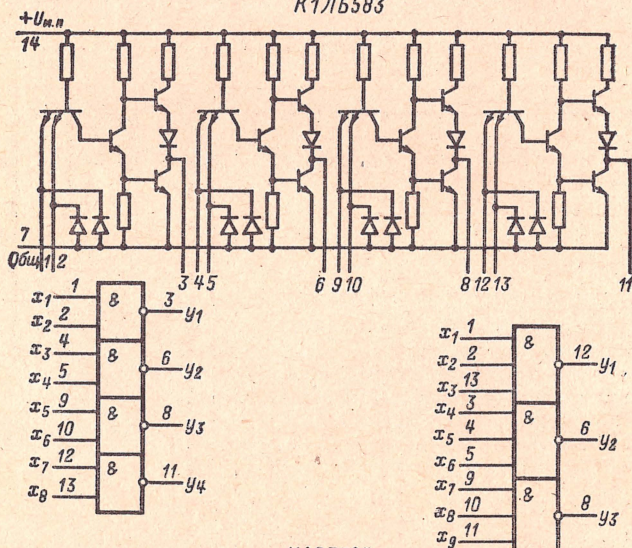 К1ЛБ583
+Uи.п
14
7
Общ 1 2 3 4 5 6 9 10 8 12 13 11
x1 1 & 3 y1
x2 2
x3 4 & 6 y2
x4 5
x5 9 & 8 y3
x6 10
x7 12 & 11 y4
x8 13
x1 1 & 12 y1
x2 2
x3 13
x4 3 & 6 y2
x5 4
x6 5
x7 9 & 8 y3
x8 10
x9 11